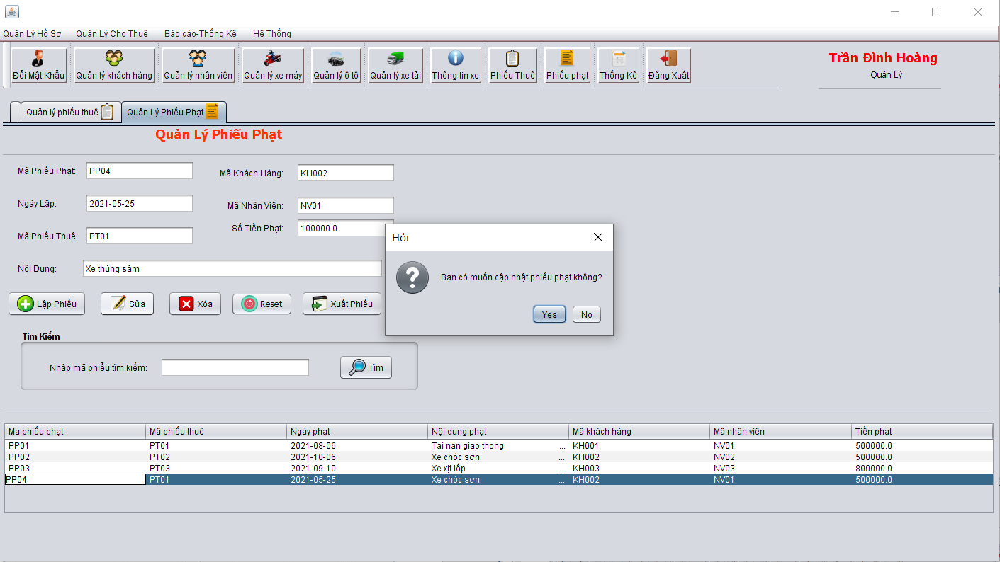 Quản Lý Hồ Sơ Quản Lý Cho Thuê Báo cáo-Thống Kê Hệ Thống
Đổi Mật Khẩu Quản lý khách hàng Quản lý nhân viên Quản lý xe máy Quản lý ô tô Quản lý xe tải Thông tin xe Phiếu Thuê Phiếu phạt Thống Kê Đăng Xuất
Trần Đình Hoàng
Quản Lý
Quản lý phiếu thuê Quản Lý Phiếu Phạt
Quản Lý Phiếu Phạt
Mã Phiếu Phạt: PP04 Mã Khách Hàng: KH002
Ngày Lập: 2021-05-25 Mã Nhân Viên: NV01
Số Tiền Phạt: 100000.0
Mã Phiếu Thuê: PT01
Nội Dung: Xe thủng săm
Hỏi
Bạn có muốn cập nhật phiếu phạt không?
Yes No
Lập Phiếu Sửa Xóa Reset Xuất Phiếu
Tìm Kiếm
Nhập mã phiếu tìm kiếm: Tìm
Ma phiếu phạt Mã phiếu thuê Ngày phạt Nội dung phạt Mã khách hàng Mã nhân viên Tiền phạt
PP01 PT01 2021-08-06 Tai nan giao thong ... KH001 NV01 500000.0
PP02 PT02 2021-10-06 Xe chóc sơn ... KH002 NV02 500000.0
PP03 PT03 2021-09-10 Xe xịt lốp ... KH003 NV03 800000.0
PP04 PT01 2021-05-25 Xe chóc sơn ... KH002 NV01 500000.0